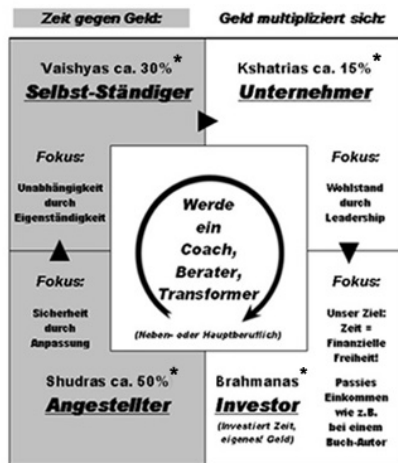 Zeit gegen Geld:
Geld multipliziert sich:
Vaishyas ca. 30%*
Selbst-Ständiger
Kshatrias ca. 15%*
Unternehmer
Fokus:
Unabhängigkeit
durch
Eigenständigkeit
Fokus:
Wohlstand
durch
Leadership
Werde
ein
Coach,
Berater,
Transformer
(Neben- oder Hauptberuflich)
Fokus:
Sicherheit
durch
Anpassung
Fokus:
Unser Ziel:
Zeit =
Finanzielle
Freiheit!
Passies
Einkommen
wie z.B.
bei einem
Buch-Autor
Shudras ca. 50%*
Angestellter
Brahmanas*
Investor
(Investiert Zeit,
eigenes! Geld)